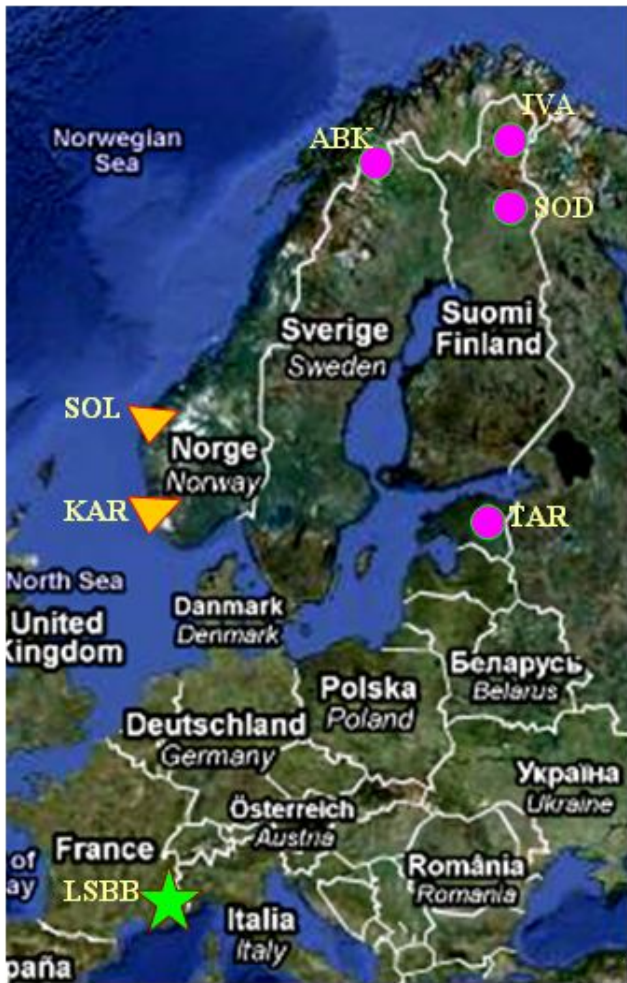 IVA
ABK
Norwegian
Sea
SOD
Suomi
Finland
Sverige
Sweden
SOL
Norge
Norway
KAR
TAR
North Sea
Danmark
Denmark
United
Kingdom
Беларусь
Belarus
Polska
Poland
Deutschland
Germany
Україна
Ukraine
Österreich
Austria
France
of
ay
România
Romania
LSBB
Italia
Italy
paña